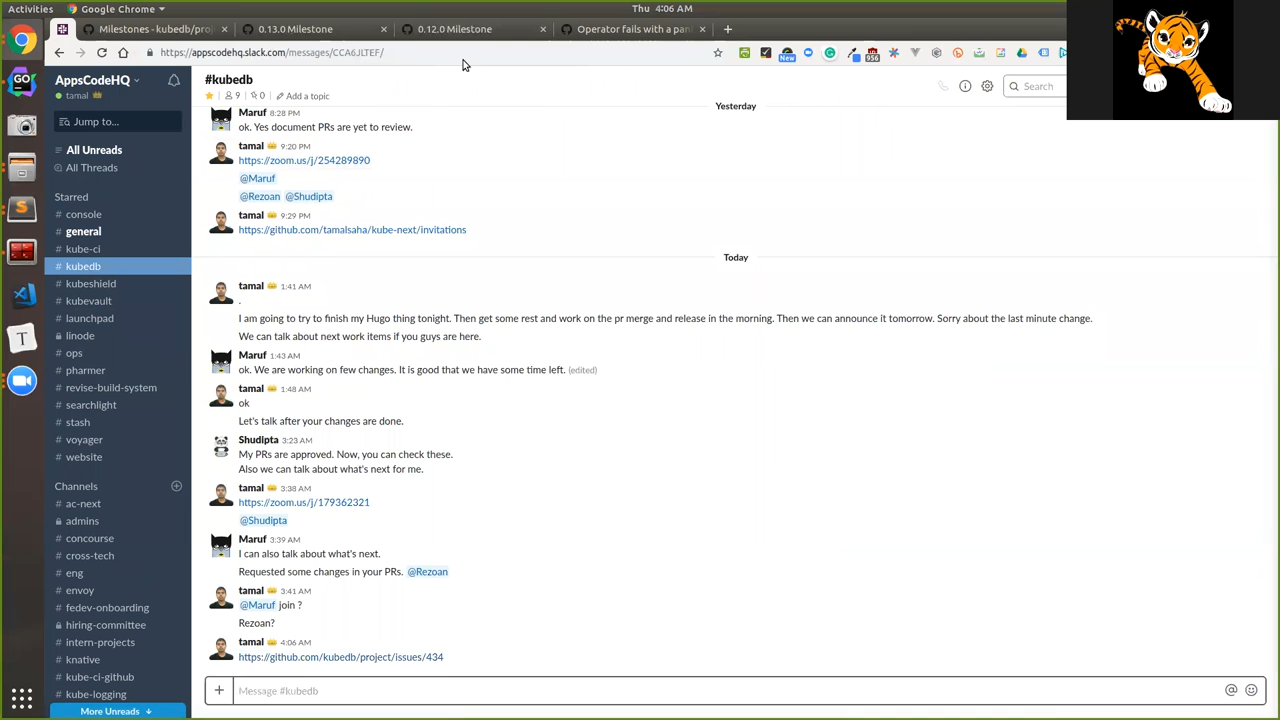 Activities
Google Chrome
Thu 4:06 AM
Milestones - kubedb/pro
0.13.0 Milestone
0.12.0 Milestone
Operator fails with a pan
https://appscodehq.slack.com/messages/CCA6JLTEF/
New
956
AppsCodeHQ
tamal
Jump to...
All Unreads
All Threads
Starred
# console
# general
# kube-ci
# kubedb
# kubeshield
# kubevault
# launchpad
linode
# ops
# pharmer
# revise-build-system
# searchlight
# stash
# voyager
# website
Channels
# ac-next
admins
# concourse
# cross-tech
# eng
# envoy
# fedev-onboarding
hiring-committee
# intern-projects
# knative
# kube-ci-github
# kube-logging
More Unreads
#kubedb
9
0
Add a topic
Search
Yesterday
Maruf 8:28 PM
ok. Yes document PRs are yet to review.
tamal 9:20 PM
https://zoom.us/j/254289890
@Maruf
@Rezoan @Shudipta
tamal 9:29 PM
https://github.com/tamalsaha/kube-next/invitations
Today
tamal 1:41 AM
.
I am going to try to finish my Hugo thing tonight. Then get some rest and work on the pr merge and release in the morning. Then we can announce it tomorrow. Sorry about the last minute change.
We can talk about next work items if you guys are here.
Maruf 1:43 AM
ok. We are working on few changes. It is good that we have some time left. (edited)
tamal 1:48 AM
ok
Let's talk after your changes are done.
Shudipta 3:23 AM
My PRs are approved. Now, you can check these.
Also we can talk about what's next for me.
tamal 3:38 AM
https://zoom.us/j/179362321
@Shudipta
Maruf 3:39 AM
I can also talk about what's next.
Requested some changes in your PRs. @Rezoan
tamal 3:41 AM
@Maruf join ?
Rezoan?
tamal 4:06 AM
https://github.com/kubedb/project/issues/434
Message #kubedb